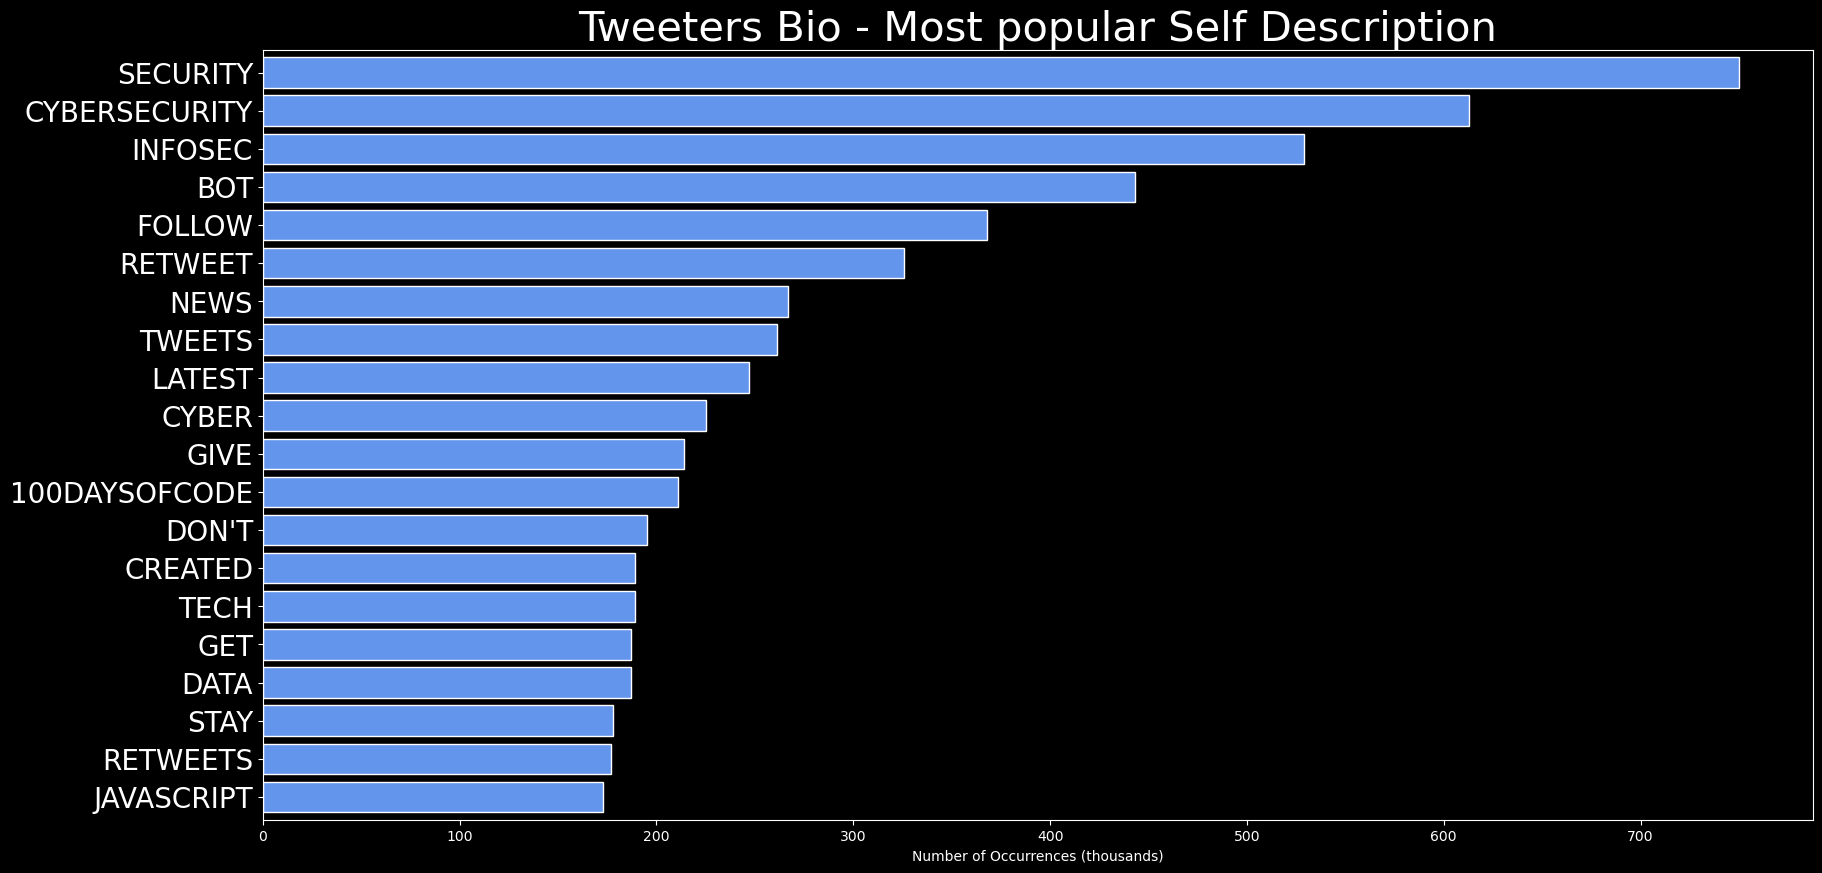 Tweeters Bio - Most popular Self Description
SECURITY
CYBERSECURITY
INFOSEC
BOT
FOLLOW
RETWEET
NEWS
TWEETS
LATEST
CYBER
GIVE
100DAYSOFCODE
DON'T
CREATED
TECH
GET
DATA
STAY
RETWEETS
JAVASCRIPT
0 100 200 300 400 500 600 700
Number of Occurrences (thousands)